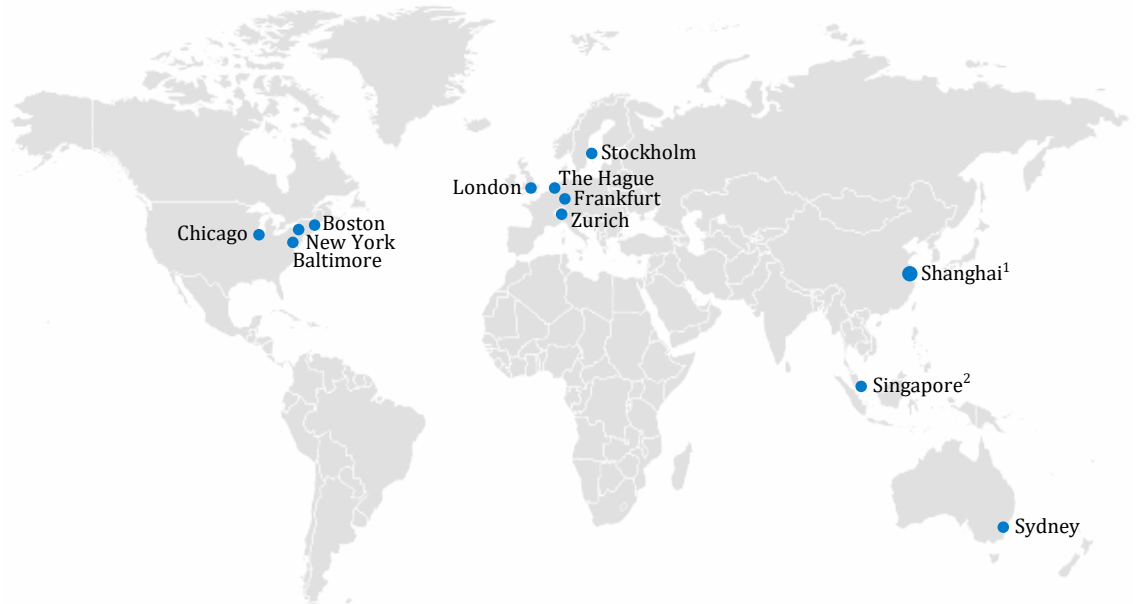 Stockholm
London
The Hague
Frankfurt
Zurich
Boston
Chicago
New York
Baltimore
Shanghai¹
Singapore²
Sydney